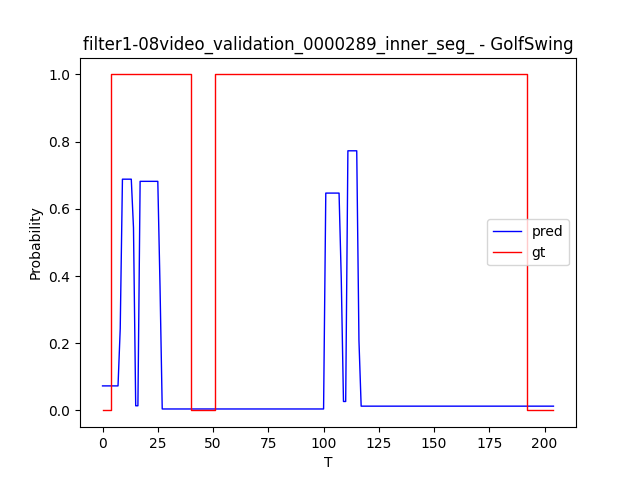 filter1-08video_validation_0000289_inner_seg_ - GolfSwing
1.0
0.8
0.6
0.4
0.2
0.0
Probability
pred
gt
0 25 50 75 100 125 150 175 200
T